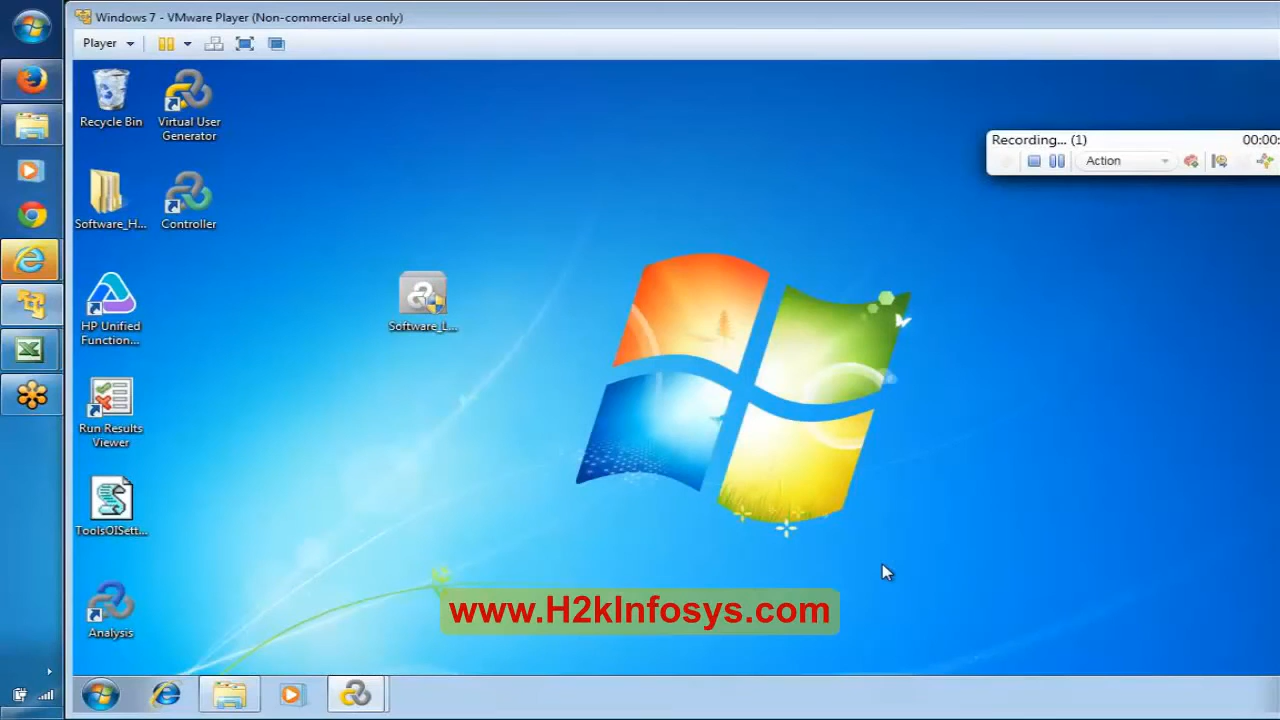 Windows 7 - VMware Player (Non-commercial use only)
Player
Recycle Bin
Virtual User
Generator
Recording... (1)
00:00:
Action
Software_H...
Controller
HP Unified
Function...
Software_L...
Run Results
Viewer
ToolsOISett...
Analysis
www.H2kInfosys.com